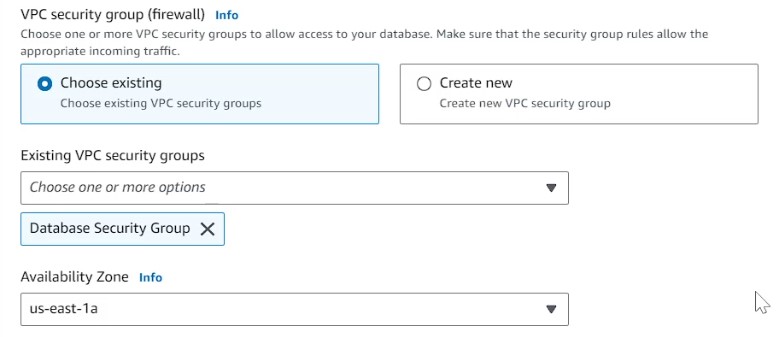 VPC security group (firewall) Info
Choose one or more VPC security groups to allow access to your database. Make sure that the security group rules allow the
appropriate incoming traffic.
Choose existing
Choose existing VPC security groups
Create new
Create new VPC security group
Existing VPC security groups
Choose one or more options
Database Security Group
Availability Zone Info
us-east-1a